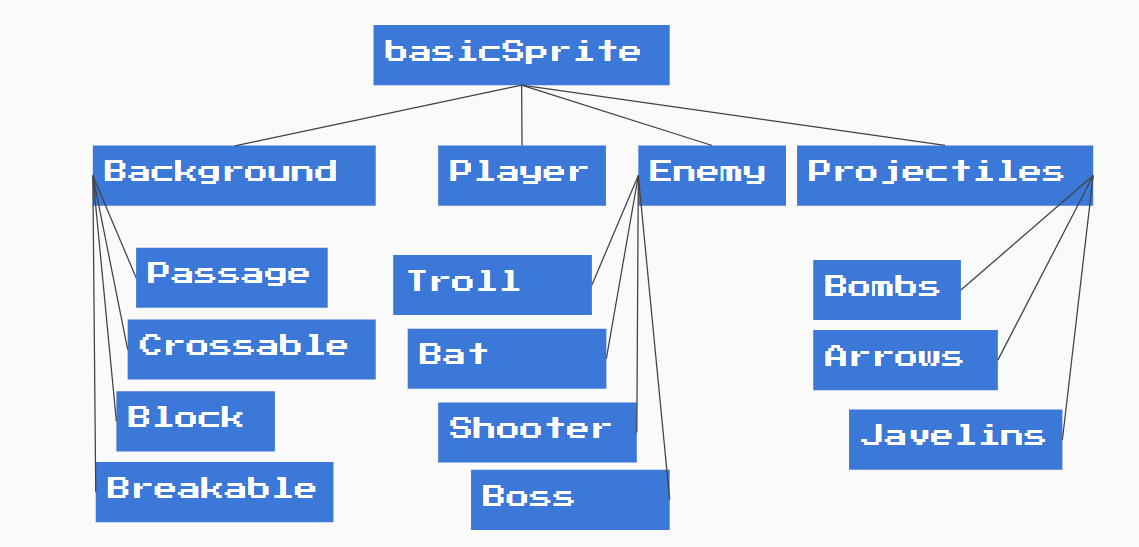 basicSprite
Background
Player
Enemy
Projectiles
Passage
Crossable
Block
Breakable
Troll
Bat
Shooter
Boss
Bombs
Arrows
Javelins